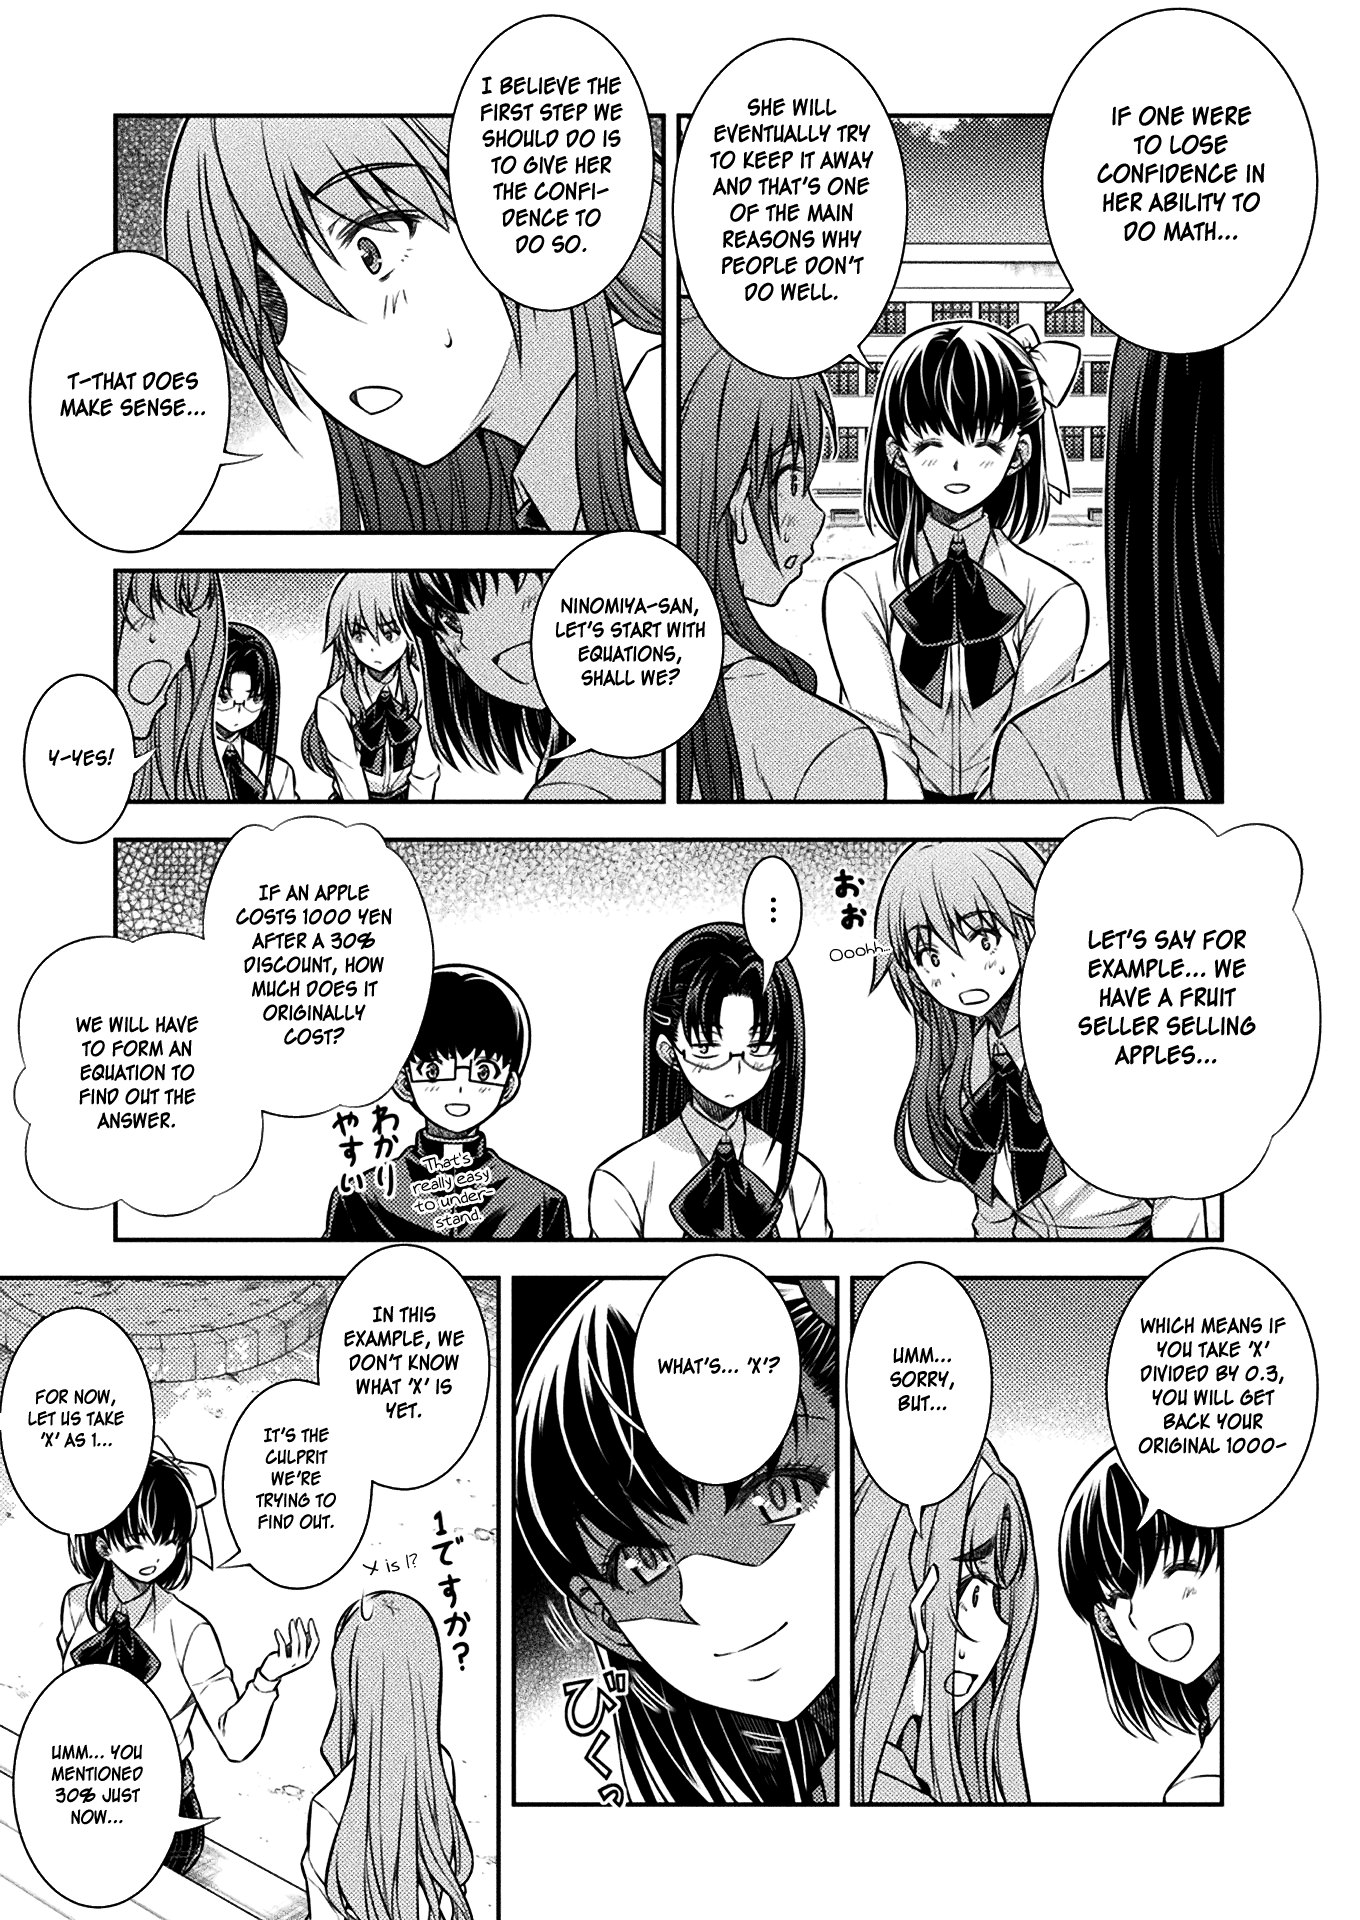 IF ONE WERE
TO LOSE
CONFIDENCE IN
HER ABILITY TO
DO MATH...
SHE WILL
EVENTUALLY TRY
TO KEEP IT AWAY
AND THAT'S ONE
OF THE MAIN
REASONS WHY
PEOPLE DON'T
DO WELL.
I BELIEVE THE
FIRST STEP WE
SHOULD DO IS
TO GIVE HER
THE CONFI-
DENCE TO
DO SO.
T-THAT DOES
MAKE SENSE...
NINOMIYA-SAN,
LET'S START WITH
EQUATIONS,
SHALL WE?
Y-YES!
LET'S SAY FOR
EXAMPLE... WE
HAVE A FRUIT
SELLER SELLING
APPLES...
おお
Ooohh...
...
IF AN APPLE
COSTS 1000 YEN
AFTER A 30%
DISCOUNT, HOW
MUCH DOES IT
ORIGINALLY
COST?
わかり
やすい
That's
really easy
to under-
stand.
WE WILL HAVE
TO FORM AN
EQUATION TO
FIND OUT THE
ANSWER.
WHICH MEANS IF
YOU TAKE 'X'
DIVIDED BY 0.3,
YOU WILL GET
BACK YOUR
ORIGINAL 1000-
UMM...
SORRY,
BUT...
WHAT'S... 'X'?
びくっ
IN THIS
EXAMPLE, WE
DON'T KNOW
WHAT 'X' IS
YET.
IT'S THE
CULPRIT
WE'RE
TRYING TO
FIND OUT.
1ですか?
X is 1?
FOR NOW,
LET US TAKE
'X' AS 1...
UMM... YOU
MENTIONED
30% JUST
NOW...